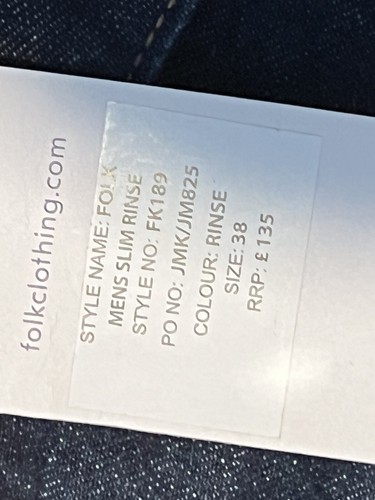 folkclothing.com
STYLE NAME: FOLK
MENS SLIM RINSE
STYLE NO: FK189
PO NO: JMK/JM825
COLOUR: RINSE
SIZE: 38
RRP: £135